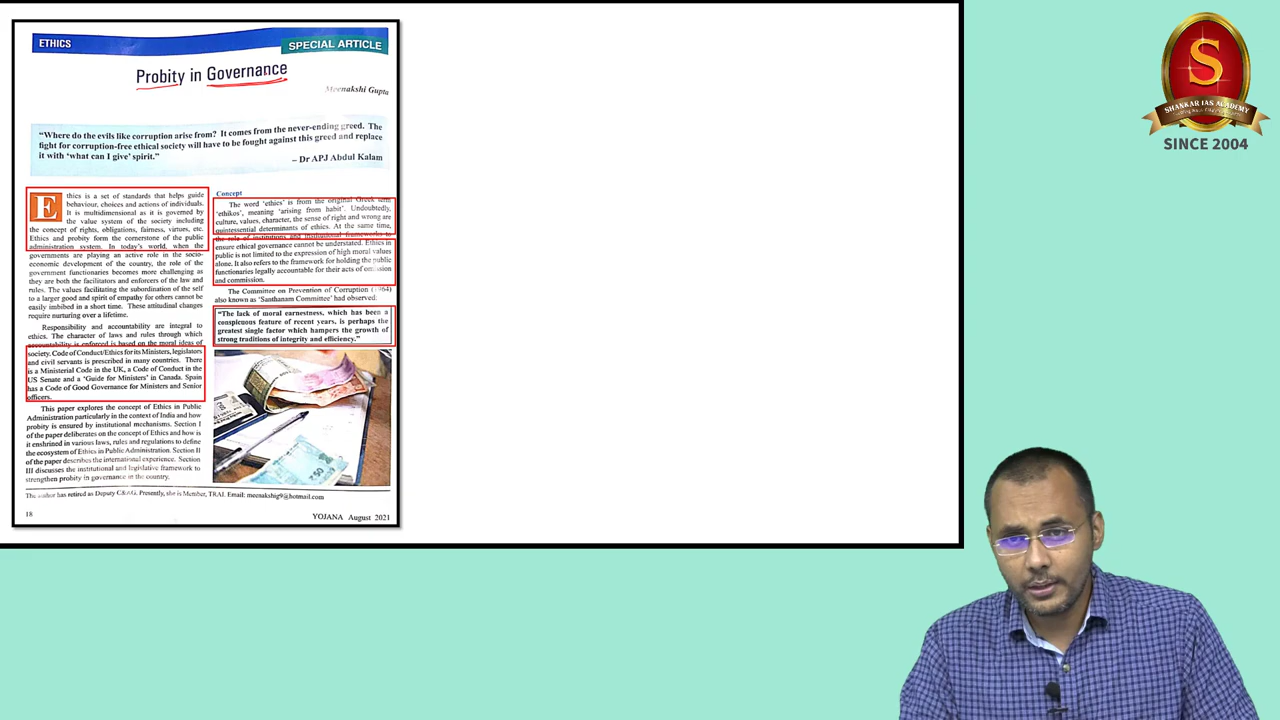 ETHICS
SPECIAL ARTICLE
Probity in Governance
Meenakshi Gupta
"Where do the evils like corruption arise from? It comes from the never-ending greed. The
fight for corruption-free ethical society will have to be fought against this greed and replace
it with 'what can I give' spirit."
– Dr APJ Abdul Kalam
Ethics is a set of standards that helps guide
behaviour, choices and actions of individuals.
It is multidimensional as it is governed by
the value system of the society including
the concept of rights, obligations, fairness, virtues, etc.
Ethics and probity form the cornerstone of the public
administration system. In today's world, when the
governments are playing an active role in the socio-
economic development of the country, the role of the
government functionaries becomes more challenging as
they are both the facilitators and enforcers of the law and
rules. The values facilitating the subordination of the self
to a larger good and spirit of empathy for others cannot be
easily imbibed in a short time. These attitudinal changes
require nurturing over a lifetime.
Responsibility and accountability are integral to
ethics. The character of laws and rules through which
accountability is enforced is based on the moral ideas of
society. Code of Conduct/Ethics for its Ministers, legislators
and civil servants is prescribed in many countries. There
is a Ministerial Code in the UK, a Code of Conduct in the
US Senate and a 'Guide for Ministers' in Canada. Spain
has a Code of Good Governance for Ministers and Senior
officers.
This paper explores the concept of Ethics in Public
Administration particularly in the context of India and how
probity is ensured by institutional mechanisms. Section I
of the paper deliberates on the concept of Ethics and how is
it enshrined in various laws, rules and regulations to define
the ecosystem of Ethics in Public Administration. Section II
of the paper describes the international experience. Section
III discusses the institutional and legislative framework to
strengthen probity in governance in the country.
Concept
The word 'ethics' is from the original Greek term
'ethikos', meaning 'arising from habit'. Undoubtedly,
culture, values, character, the sense of right and wrong are
quintessential determinants of ethics. At the same time,
the role of institutions and institutional frameworks to
ensure ethical governance cannot be understated. Ethics in
public is not limited to the expression of high moral values
alone. It also refers to the framework for holding the public
functionaries legally accountable for their acts of omission
and commission.
The Committee on Prevention of Corruption (1964)
also known as 'Santhanam Committee' had observed:
"The lack of moral earnestness, which has been a
conspicuous feature of recent years, is perhaps the
greatest single factor which hampers the growth of
strong traditions of integrity and efficiency."
The author has retired as Deputy C&AG. Presently, she is Member, TRAI. Email: meenakshig9@hotmail.com
18
YOJANA August 2021
S
SHANKAR IAS ACADEMY
SINCE 2004